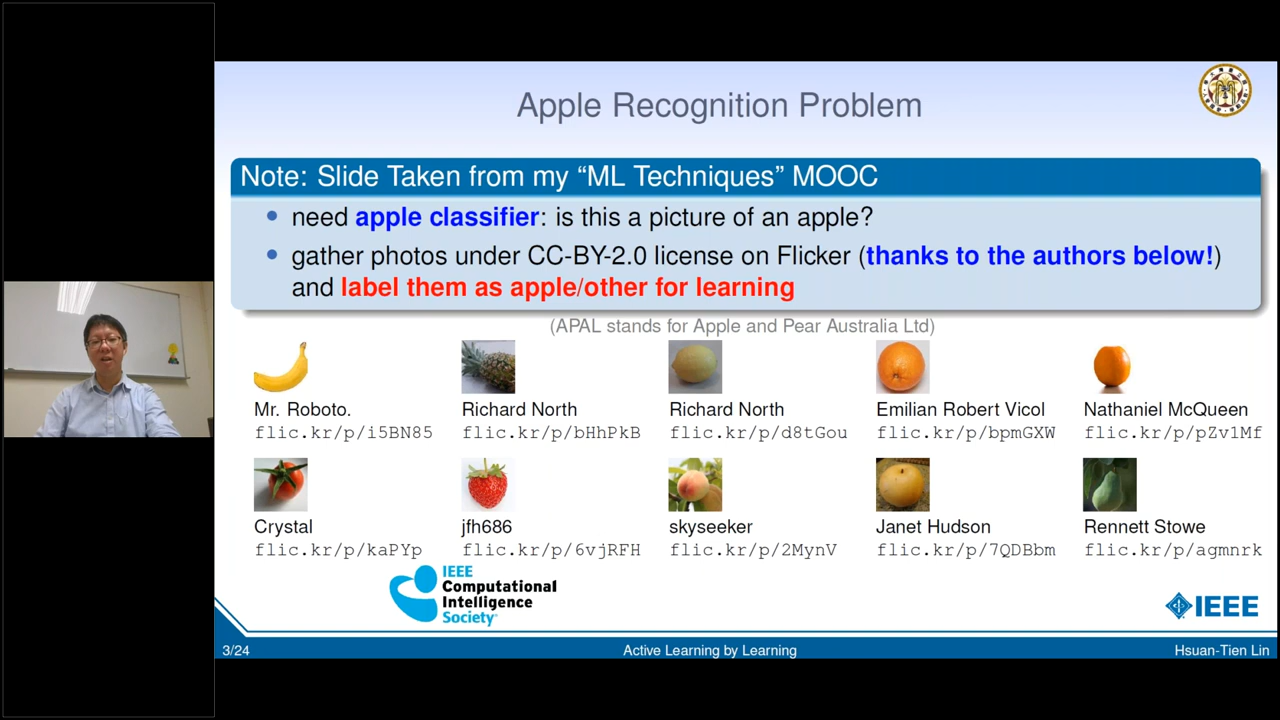 Apple Recognition Problem
Note: Slide Taken from my “ML Techniques” MOOC
• need apple classifier: is this a picture of an apple?
• gather photos under CC-BY-2.0 license on Flicker (thanks to the authors below!)
and label them as apple/other for learning
(APAL stands for Apple and Pear Australia Ltd)
Mr. Roboto. Richard North Richard North Emilian Robert Vicol Nathaniel McQueen
flic.kr/p/i5BN85 flic.kr/p/bHhPkB flic.kr/p/d8tGou flic.kr/p/bpmGXW flic.kr/p/pZv1Mf
Crystal jfh686 skyseeker Janet Hudson Rennett Stowe
flic.kr/p/kaPYp flic.kr/p/6vjRFH flic.kr/p/2MynV flic.kr/p/7QDBbm flic.kr/p/agmnrk
IEEE
Computational
Intelligence
Society
IEEE
3/24 Active Learning by Learning Hsuan-Tien Lin